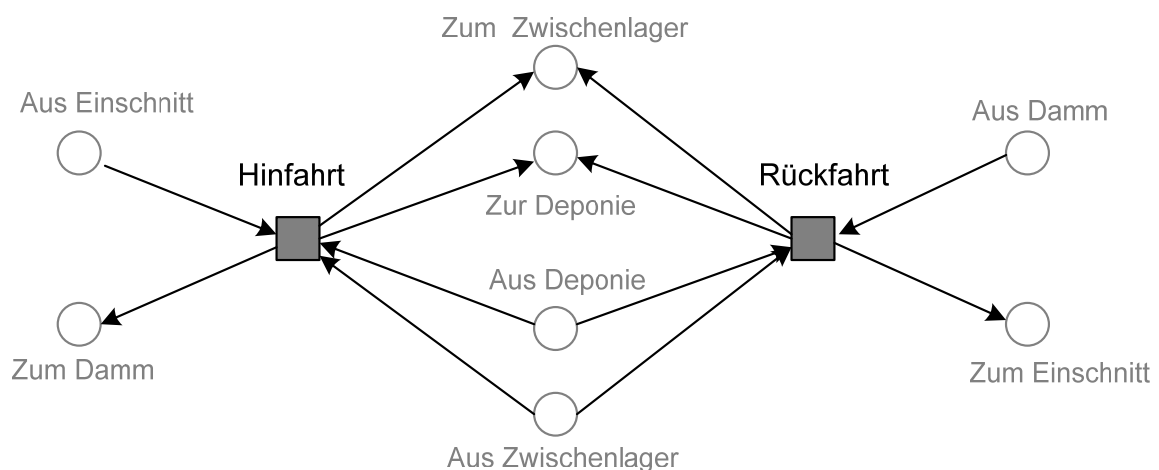 Zum Zwischenlager
Aus Einschnitt
Aus Damm
Hinfahrt
Rückfahrt
Zur Deponie
Aus Deponie
Zum Damm
Zum Einschnitt
Aus Zwischenlager